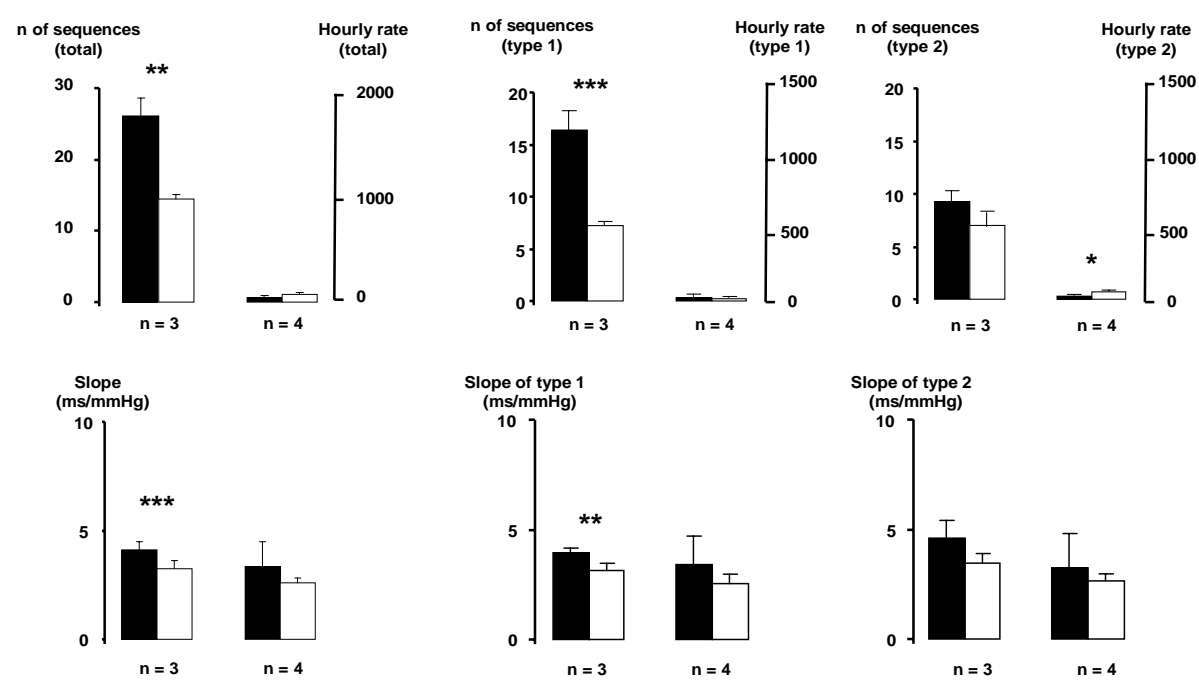 n of sequences
(total)
Hourly rate
(total)
**
30
20
10
0
2000
1000
0
n = 3
n = 4
n of sequences
(type 1)
Hourly rate
(type 1)
***
20
15
10
5
0
1500
1000
500
0
n = 3
n = 4
n of sequences
(type 2)
Hourly rate
(type 2)
20
15
10
5
0
*
1500
1000
500
0
n = 3
n = 4
Slope
(ms/mmHg)
10
5
0
***
n = 3
n = 4
Slope of type 1
(ms/mmHg)
10
5
0
**
n = 3
n = 4
Slope of type 2
(ms/mmHg)
10
5
0
n = 3
n = 4